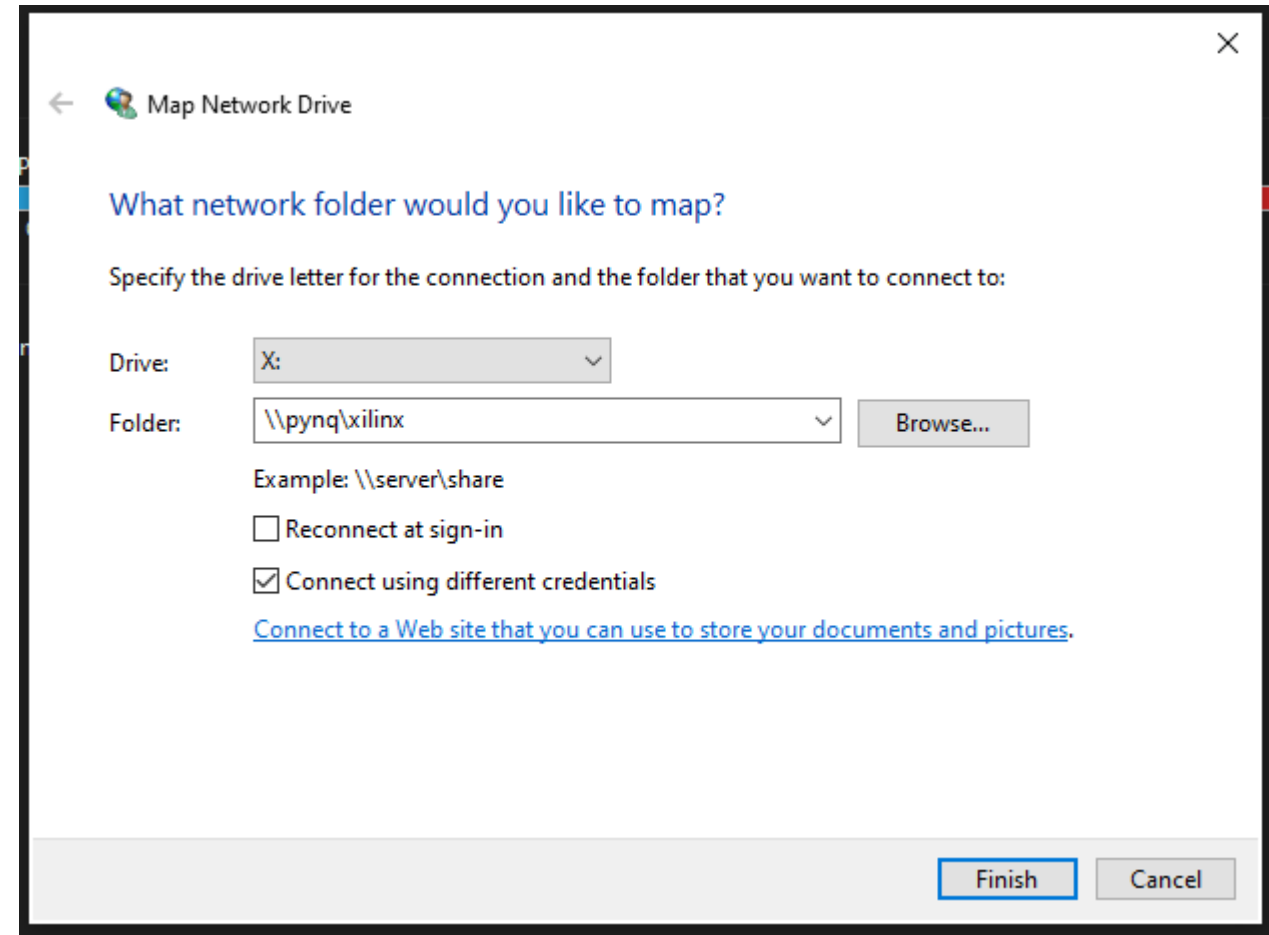 Map Network Drive
What network folder would you like to map?
Specify the drive letter for the connection and the folder that you want to connect to:
Drive: X:
Folder: \\pynq\xilinx Browse...
Example: \\server\share
Reconnect at sign-in
Connect using different credentials
Connect to a Web site that you can use to store your documents and pictures.
Finish Cancel